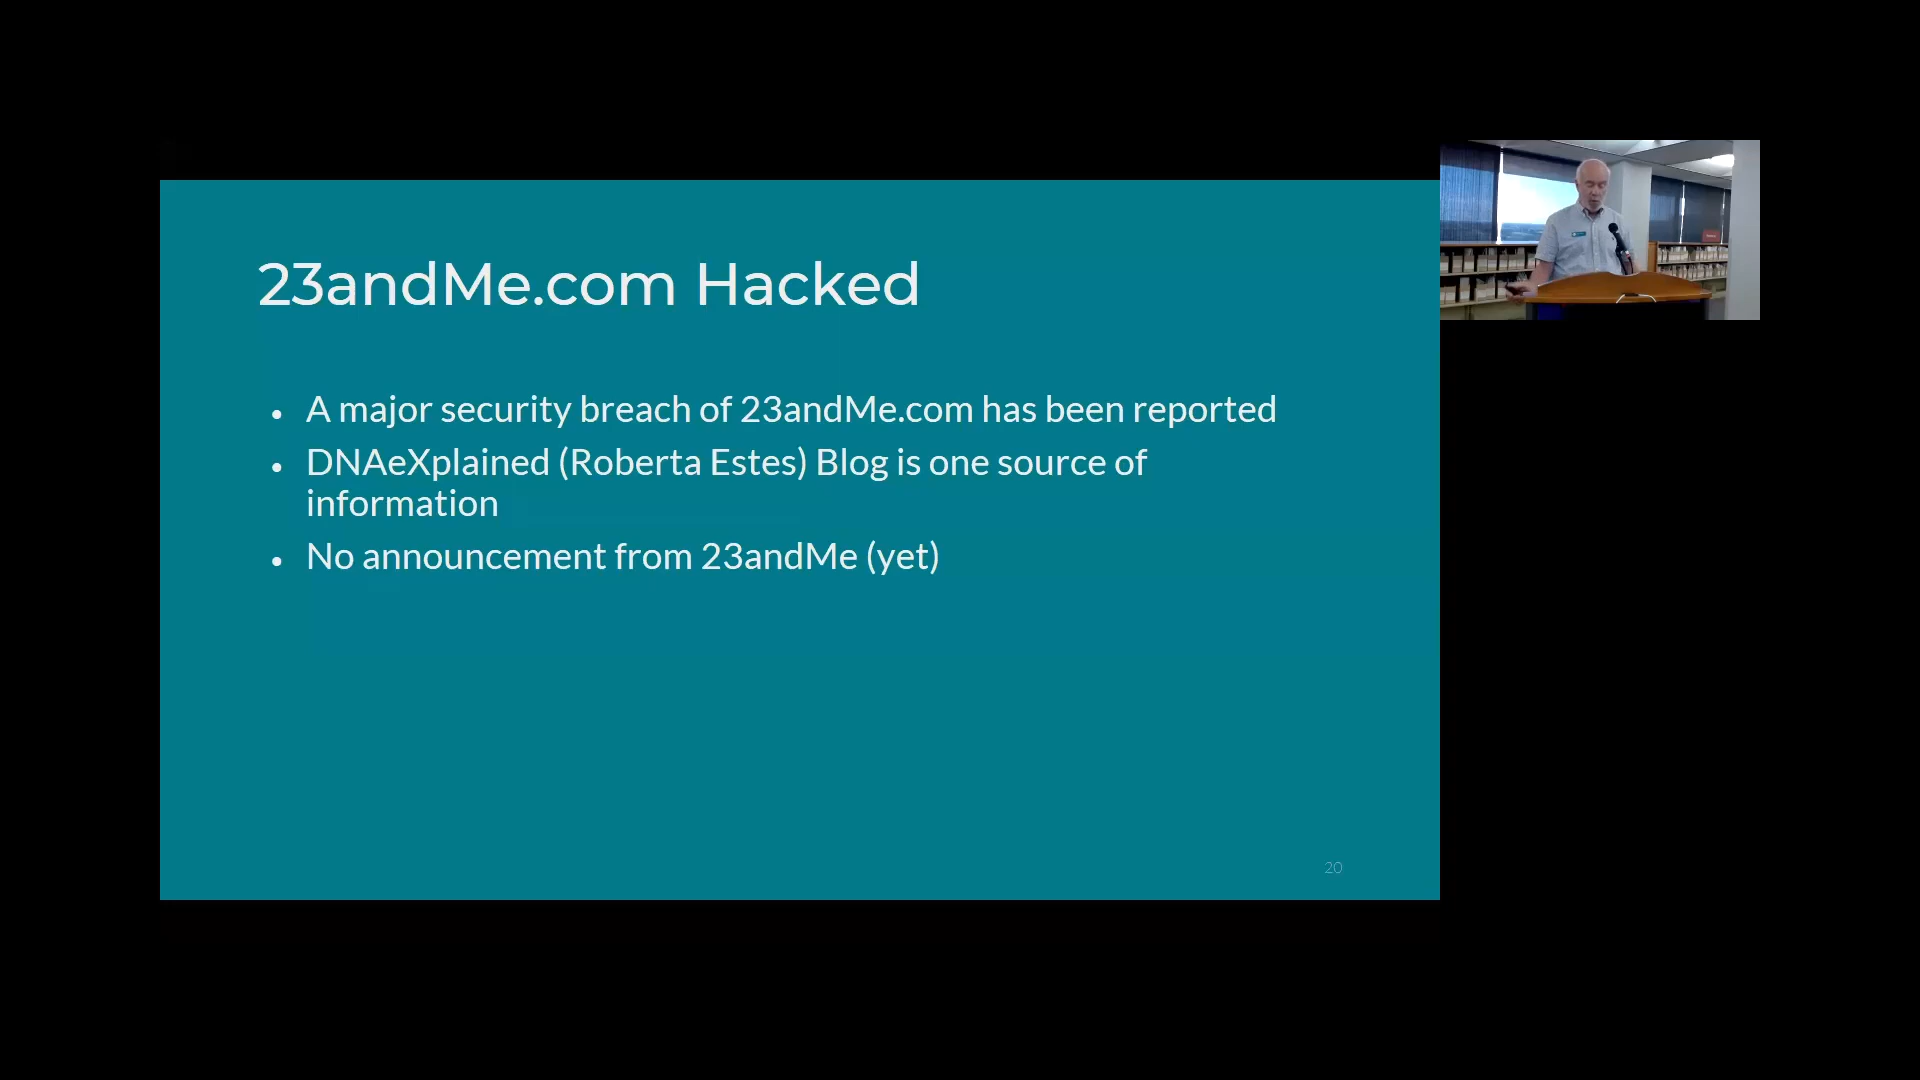 23andMe.com Hacked
• A major security breach of 23andMe.com has been reported
• DNAeXplained (Roberta Estes) Blog is one source of
information
• No announcement from 23andMe (yet)
20